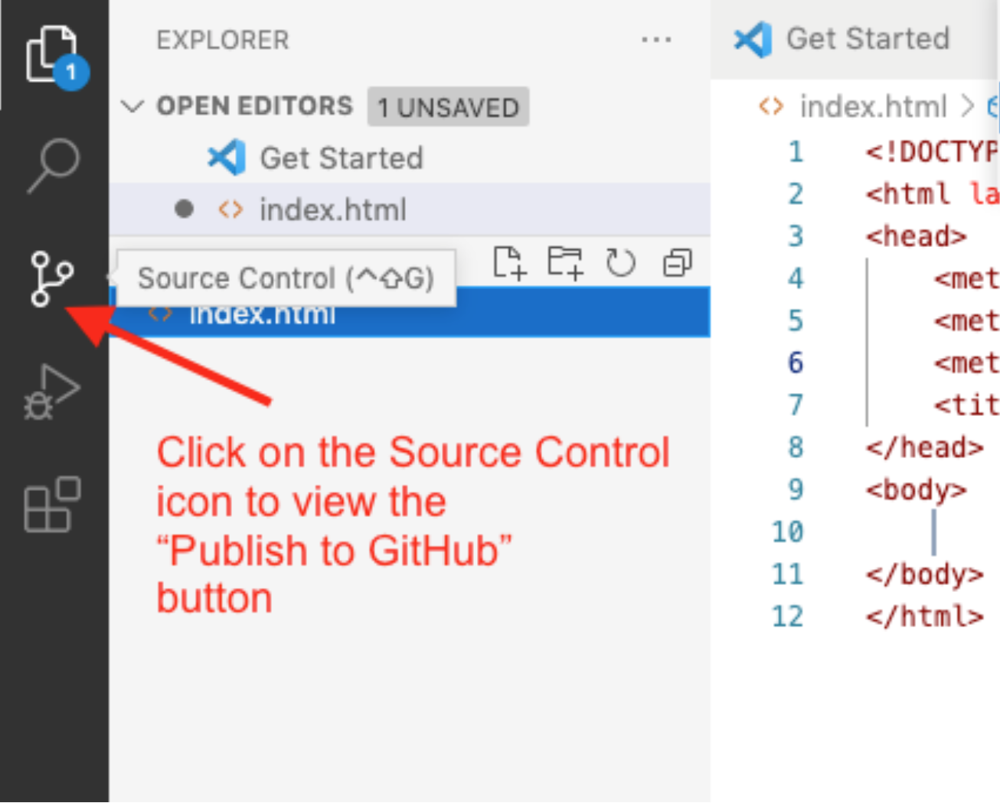 1
EXPLORER
OPEN EDITORS 1 UNSAVED
Get Started
index.html
Source Control (^⇧G)
index.html
Click on the Source Control
icon to view the
“Publish to GitHub”
button
Get Started
index.html >
1 <!DOCTYP
2 <html la
3 <head>
4 <met
5 <met
6 <met
7 <tit
8 </head>
9 <body>
10
11 </body>
12 </html>